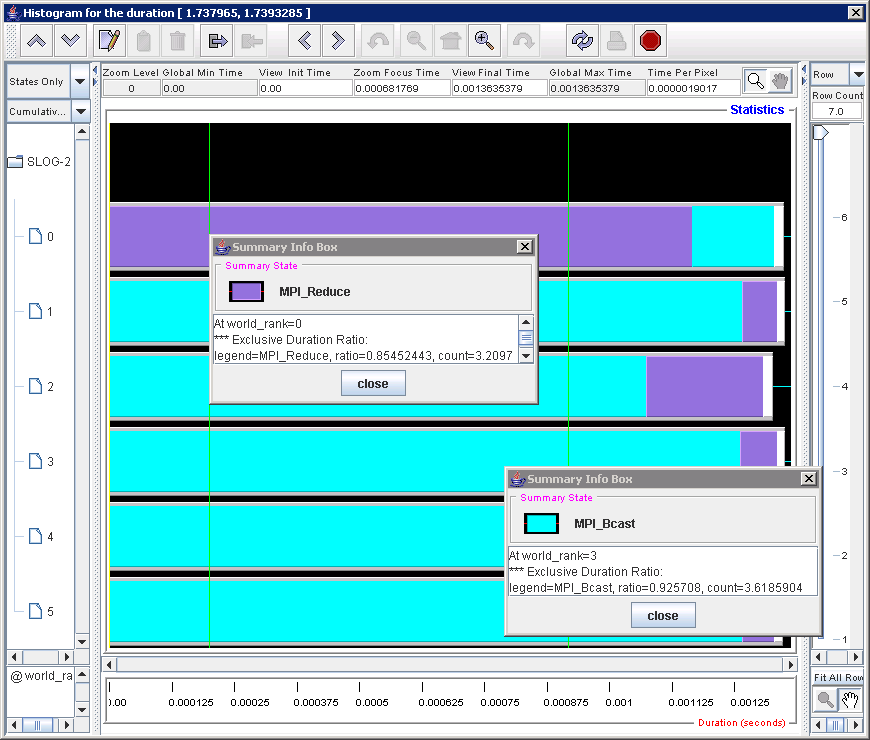 Histogram for the duration [ 1.737965, 1.7393285 ]
States Only
Cumulativ...
Zoom Level Global Min Time View Init Time Zoom Focus Time View Final Time Global Max Time Time Per Pixel
0 0.00 0.00 0.000681769 0.0013635379 0.0013635379 0.0000019017
Row
Row Count
7.0
Statistics
SLOG-2
0
1
2
3
4
5
6
5
4
3
2
1
Summary Info Box
Summary State
MPI_Reduce
At world_rank=0
*** Exclusive Duration Ratio:
legend=MPI_Reduce, ratio=0.85452443, count=3.2097
close
Summary Info Box
Summary State
MPI_Bcast
At world_rank=3
*** Exclusive Duration Ratio:
legend=MPI_Bcast, ratio=0.925708, count=3.6185904
close
@ world_ra
Fit All Row
0.00 0.000125 0.00025 0.000375 0.0005 0.000625 0.00075 0.000875 0.001 0.001125 0.00125
Duration (seconds)